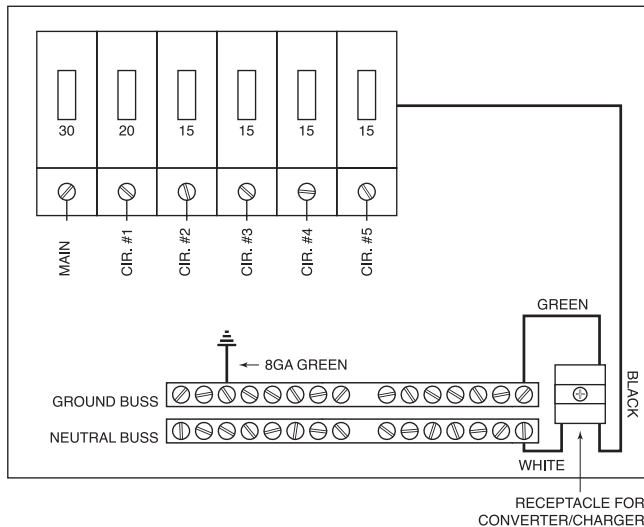 30 20 15 15 15 15
MAIN
CIR. #1
CIR. #2
CIR. #3
CIR. #4
CIR. #5
GREEN
8GA GREEN
BLACK
GROUND BUSS
NEUTRAL BUSS
WHITE
RECEPTACLE FOR
CONVERTER/CHARGER